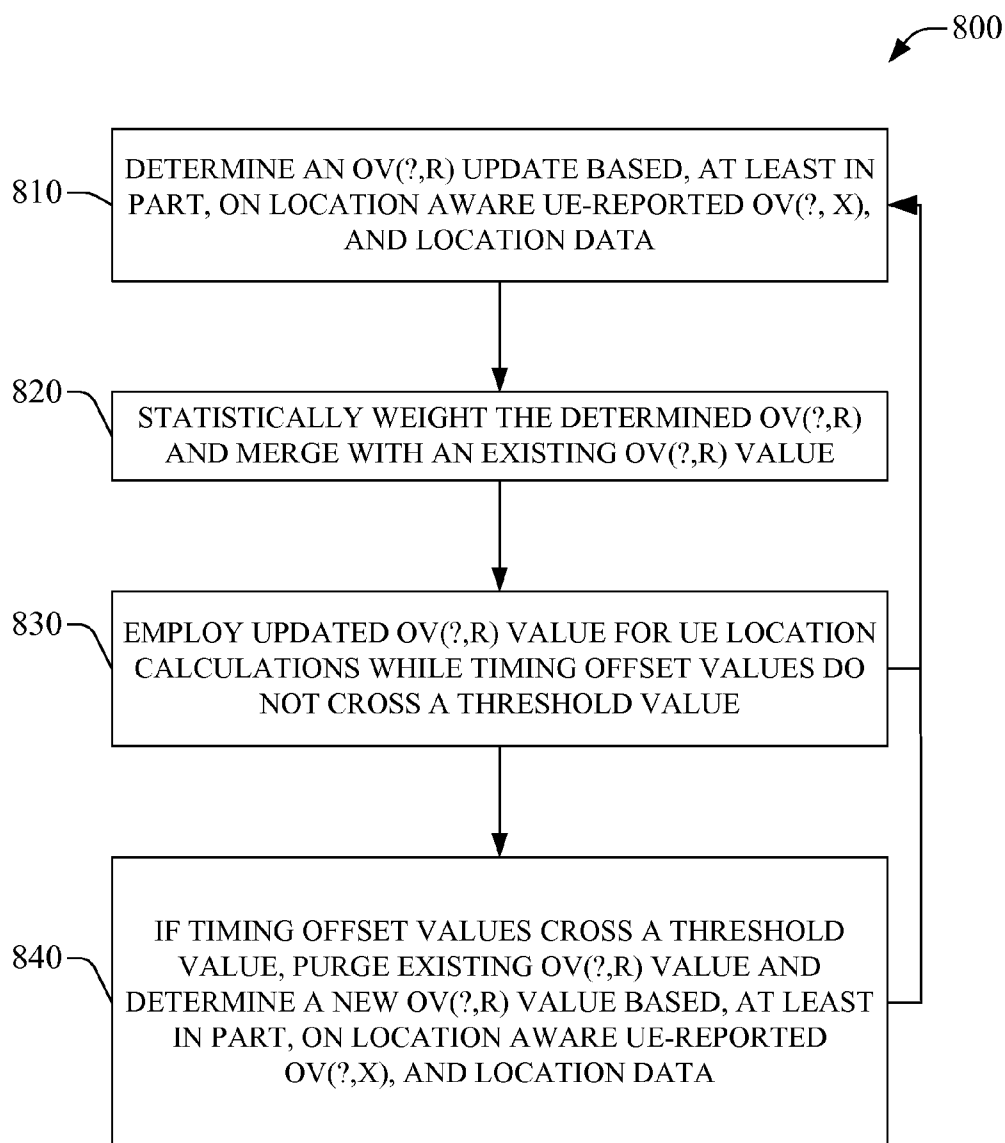 800
810
DETERMINE AN OV(?,R) UPDATE BASED, AT LEAST IN
PART, ON LOCATION AWARE UE-REPORTED OV(?, X),
AND LOCATION DATA
820
STATISTICALLY WEIGHT THE DETERMINED OV(?,R)
AND MERGE WITH AN EXISTING OV(?,R) VALUE
830
EMPLOY UPDATED OV(?,R) VALUE FOR UE LOCATION
CALCULATIONS WHILE TIMING OFFSET VALUES DO
NOT CROSS A THRESHOLD VALUE
840
IF TIMING OFFSET VALUES CROSS A THRESHOLD
VALUE, PURGE EXISTING OV(?,R) VALUE AND
DETERMINE A NEW OV(?,R) VALUE BASED, AT LEAST
IN PART, ON LOCATION AWARE UE-REPORTED
OV(?,X), AND LOCATION DATA